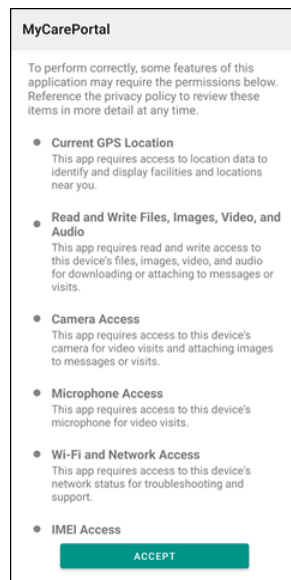 MyCarePortal
To perform correctly, some features of this
application may require the permissions below.
Reference the privacy policy to review these
items in more detail at any time.
Current GPS Location
This app requires access to location data to
identify and display facilities and locations
near you.
Read and Write Files, Images, Video, and
Audio
This app requires read and write access to
this device's files, images, video, and audio
for downloading or attaching to messages or
visits.
Camera Access
This app requires access to this device's
camera for video visits and attaching images
to messages or visits.
Microphone Access
This app requires access to this device's
microphone for video visits.
Wi-Fi and Network Access
This app requires access to this device's
network status for troubleshooting and
support.
IMEI Access
ACCEPT